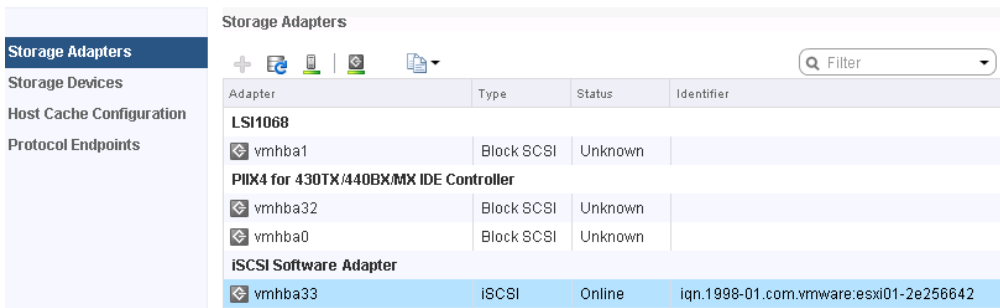 Storage Adapters
Storage Adapters
Storage Devices
Host Cache Configuration
Protocol Endpoints
Filter
Adapter Type Status Identifier
LSI1068
vmhba1 Block SCSI Unknown
PIIX4 for 430TX/440BX/MX IDE Controller
vmhba32 Block SCSI Unknown
vmhba0 Block SCSI Unknown
iSCSI Software Adapter
vmhba33 iSCSI Online iqn.1998-01.com.vmware:esxi01-2e256642